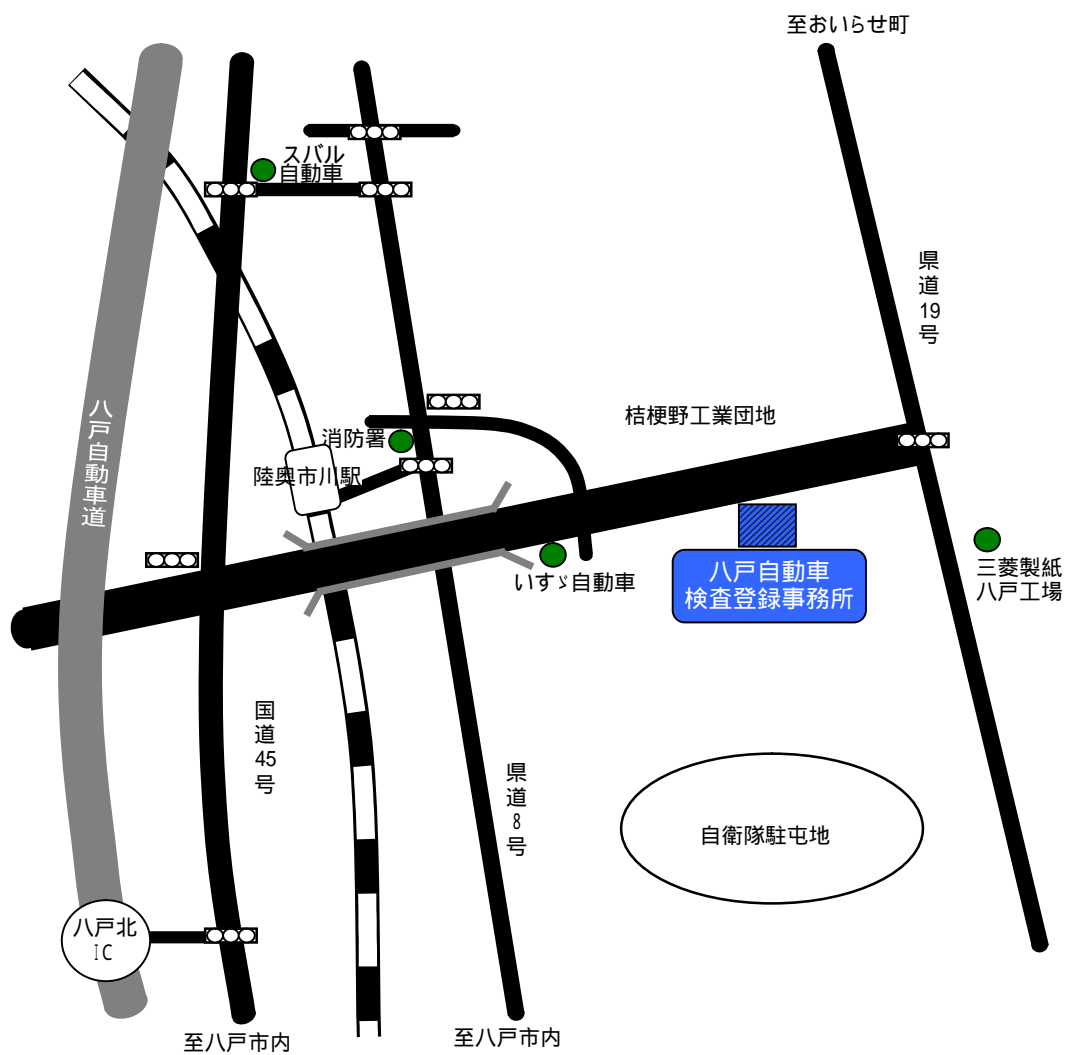 至おいらせ町
スバル
自動車
県道19号
八戸自動車道
桔梗野工業団地
消防署
陸奥市川駅
三菱製紙
八戸工場
いすゞ自動車
八戸自動車
検査登録事務所
国道45号
県道8号
自衛隊駐屯地
八戸北
IC
至八戸市内
至八戸市内